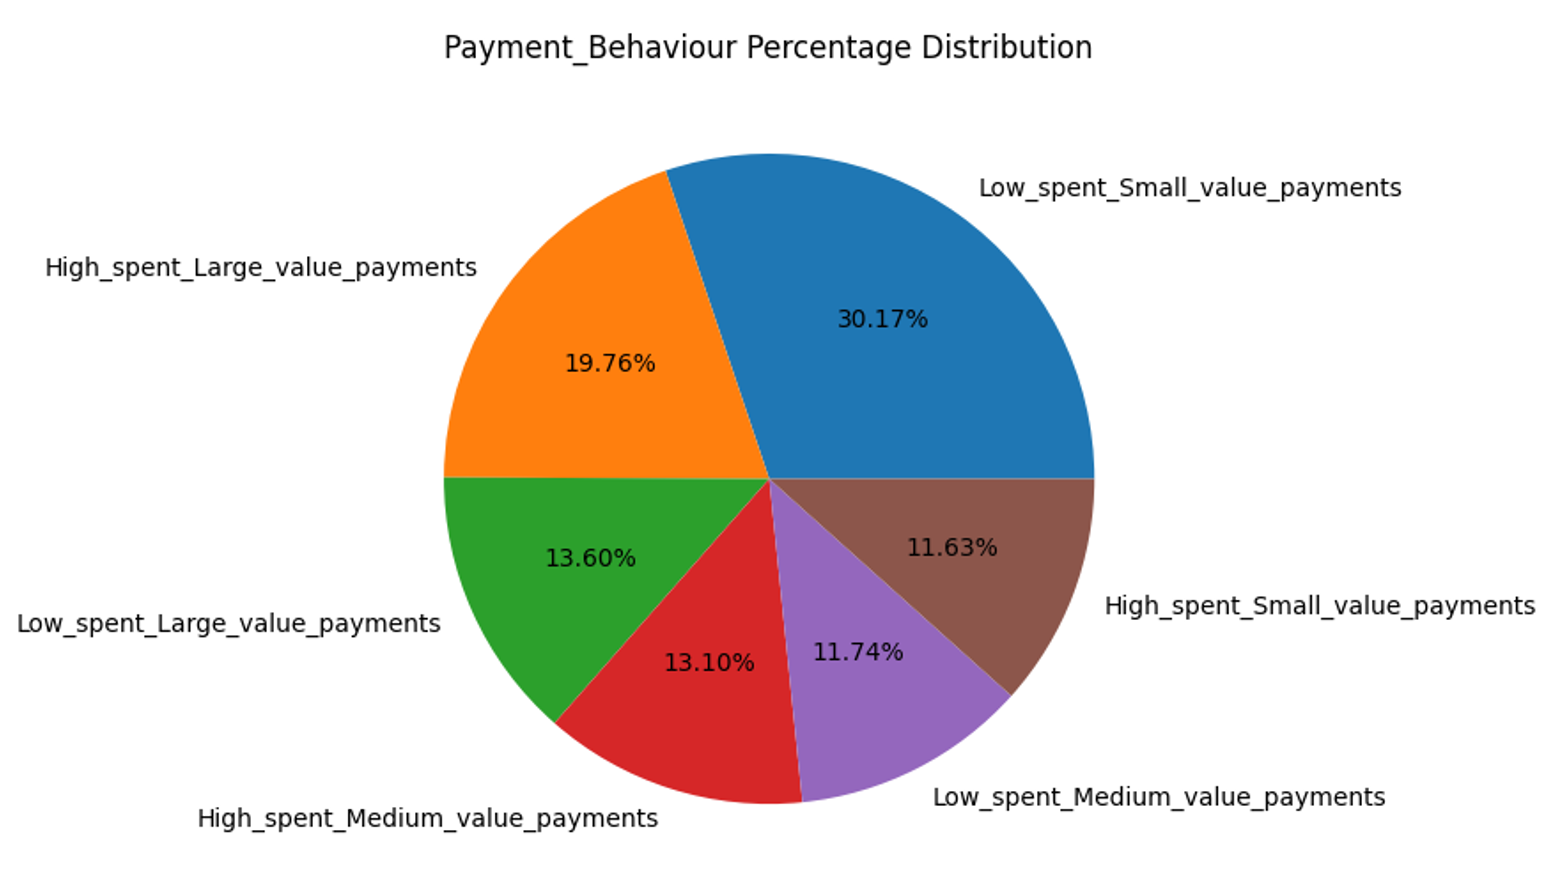 Payment_Behaviour Percentage Distribution
Low_spent_Small_value_payments
High_spent_Large_value_payments
30.17%
19.76%
11.63%
13.60%
High_spent_Small_value_payments
Low_spent_Large_value_payments
11.74%
13.10%
Low_spent_Medium_value_payments
High_spent_Medium_value_payments